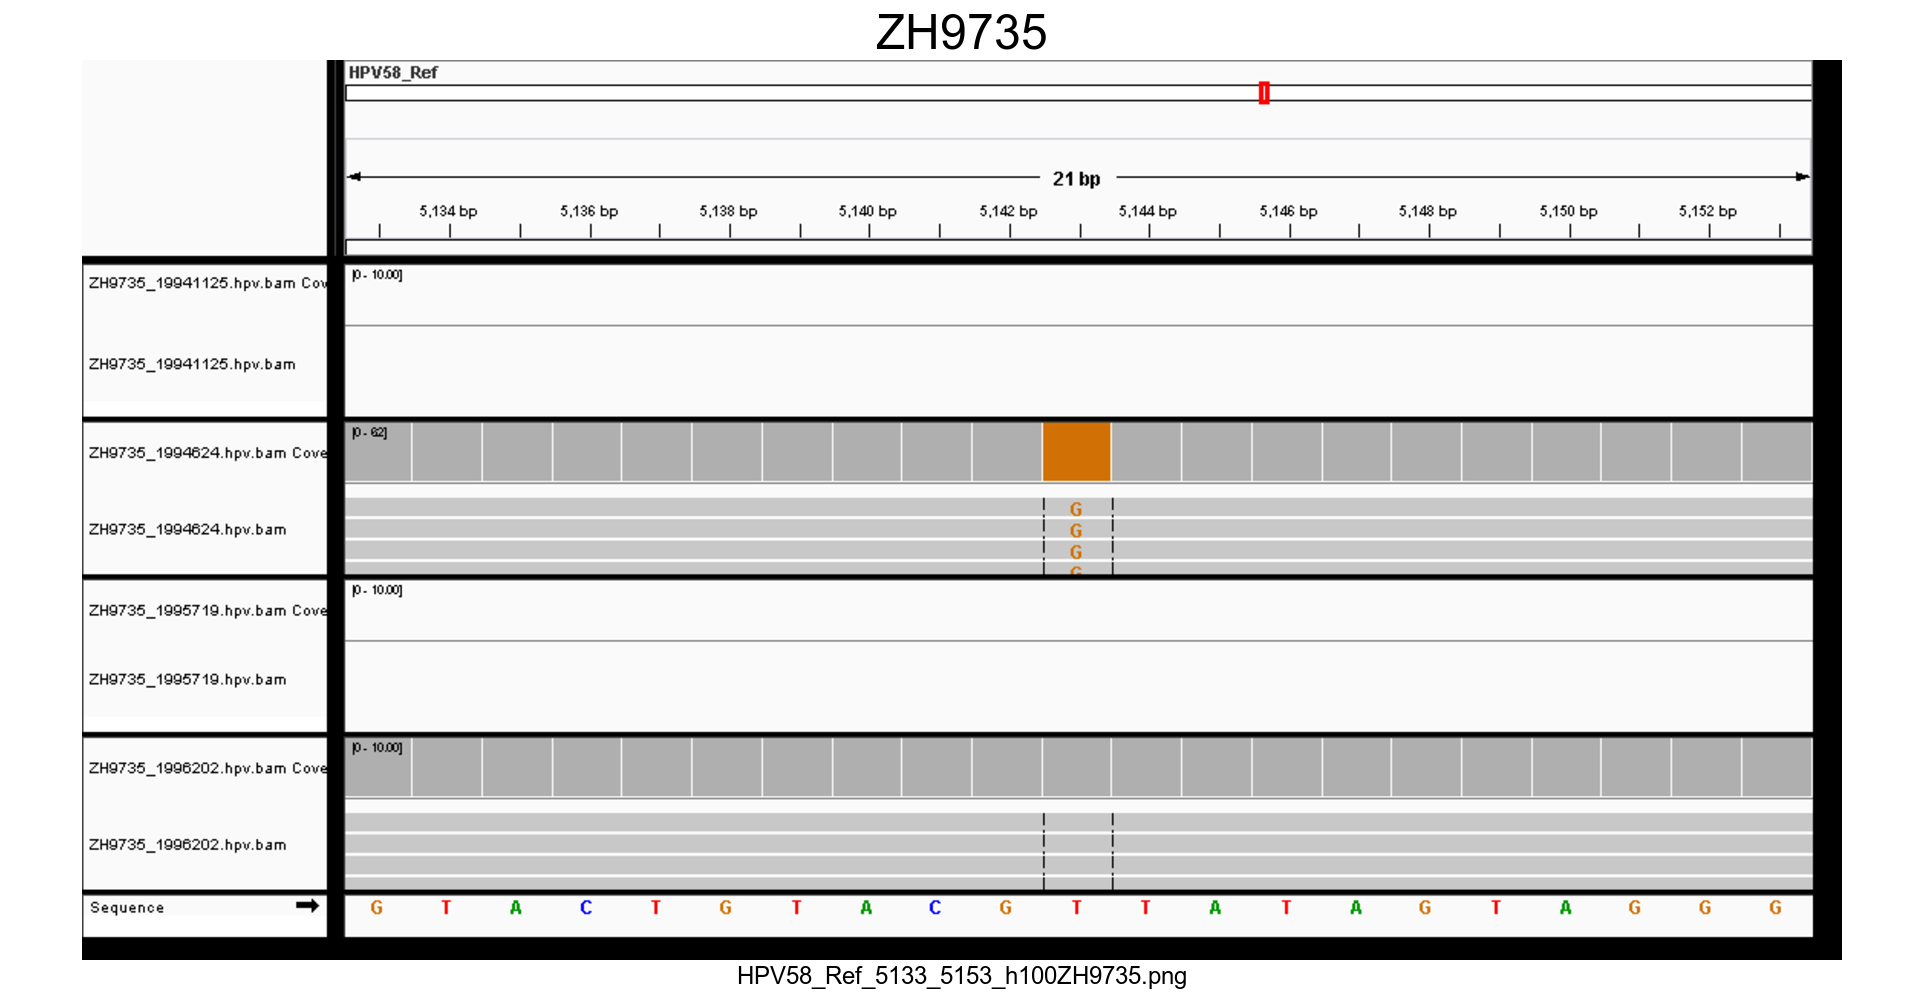 ZH9735
HPV58_Ref
21 bp
5,134 bp 5,136 bp 5,138 bp 5,140 bp 5,142 bp 5,144 bp 5,146 bp 5,148 bp 5,150 bp 5,152 bp
ZH9735_19941125.hpv.bam Cov
[0 - 10.00]
ZH9735_19941125.hpv.bam
ZH9735_1994624.hpv.bam Cove
[0 - 62]
ZH9735_1994624.hpv.bam
G
G
G
G
ZH9735_1995719.hpv.bam Cove
[0 - 10.00]
ZH9735_1995719.hpv.bam
ZH9735_1996202.hpv.bam Cove
[0 - 10.00]
ZH9735_1996202.hpv.bam
Sequence G T A C T G T A C G T T A T A G T A G G G
HPV58_Ref_5133_5153_h100ZH9735.png